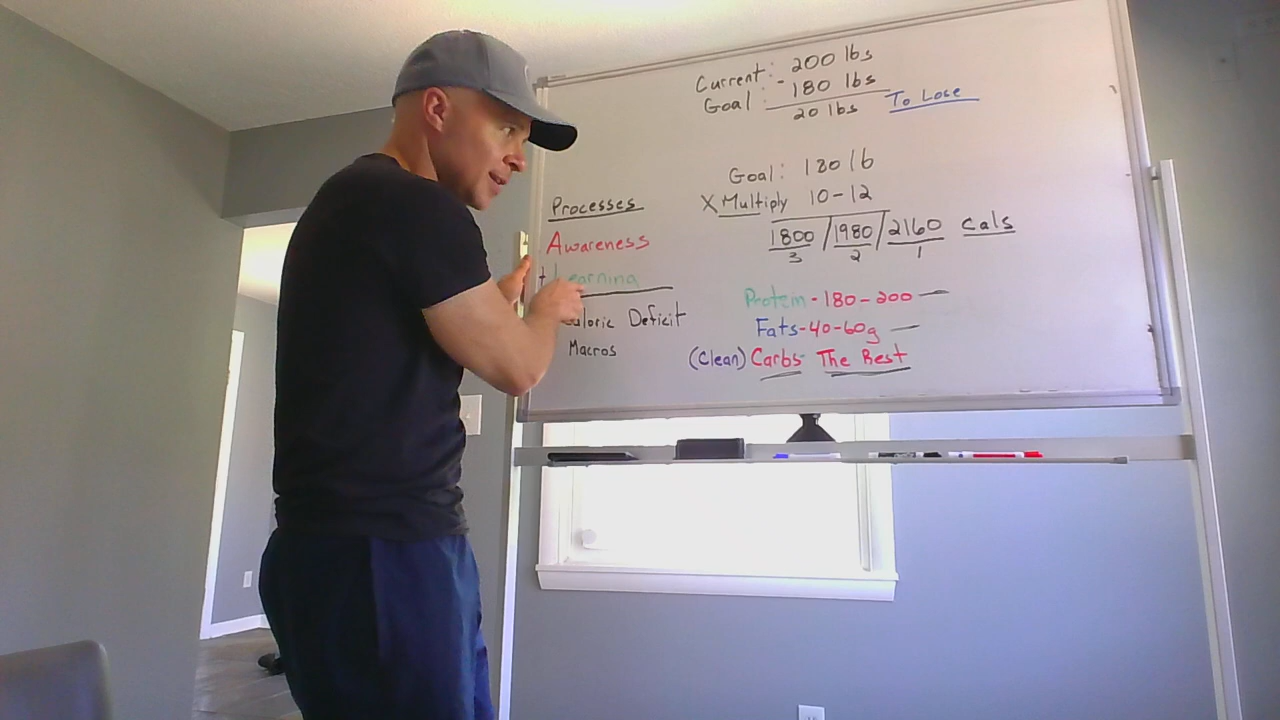 Current: 200 lbs
Goal: - 180 lbs
20 lbs To Lose
Goal: 180 lb
X Multiply 10-12
1800 / 1980 / 2160 cals
3 2 1
Processes
Awareness
+ Learning
Caloric Deficit
Macros
Protein - 180-200 —
Fats-40-60g —
(Clean) Carbs- The Rest